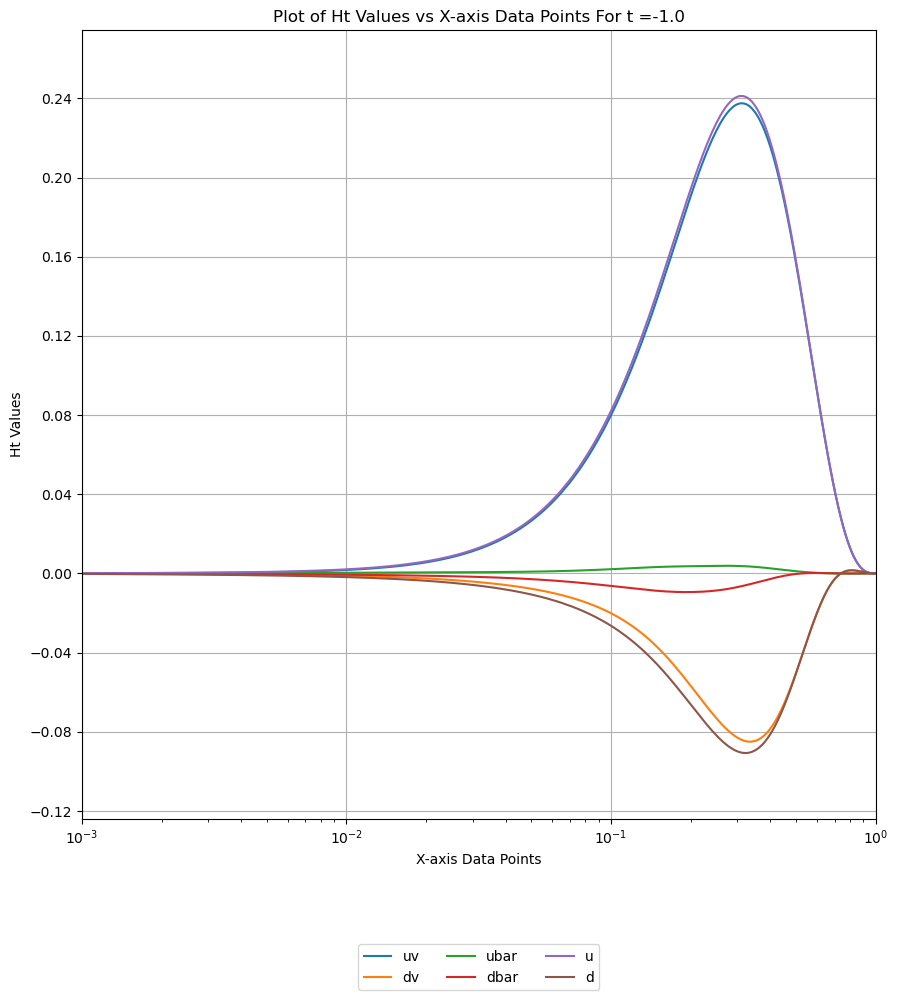 Plot of Ht Values vs X-axis Data Points For t =-1.0
Ht Values
0.24
0.20
0.16
0.12
0.08
0.04
0.00
−0.04
−0.08
−0.12
10⁻³ 10⁻² 10⁻¹ 10⁰
X-axis Data Points
uv ubar u
dv dbar d